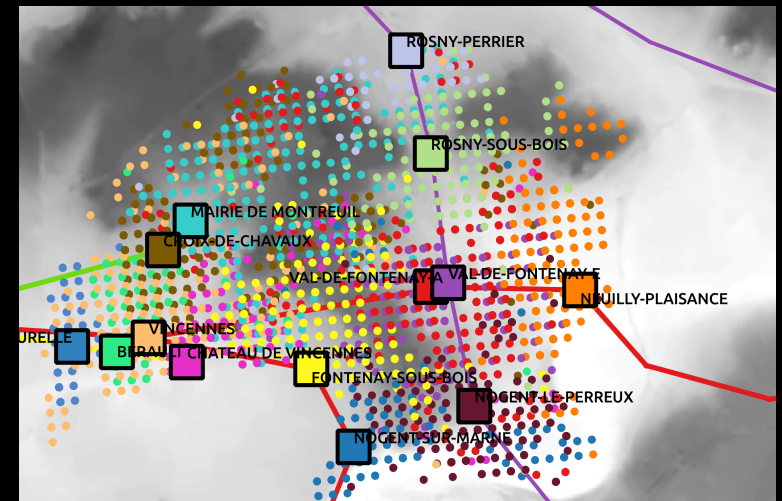 ROSNY-PERRIER
ROSNY-SOUS-BOIS
MAIRIE DE MONTREUIL
CROIX-DE-CHAVAUX
VAL-DE-FONTENAY-A
VAL-DE-FONTENAY-E
NEUILLY-PLAISANCE
VINCENNES
URELLE
BERAULT
CHATEAU DE VINCENNES
FONTENAY-SOUS-BOIS
NOGENT-LE-PERREUX
NOGENT-SUR-MARNE